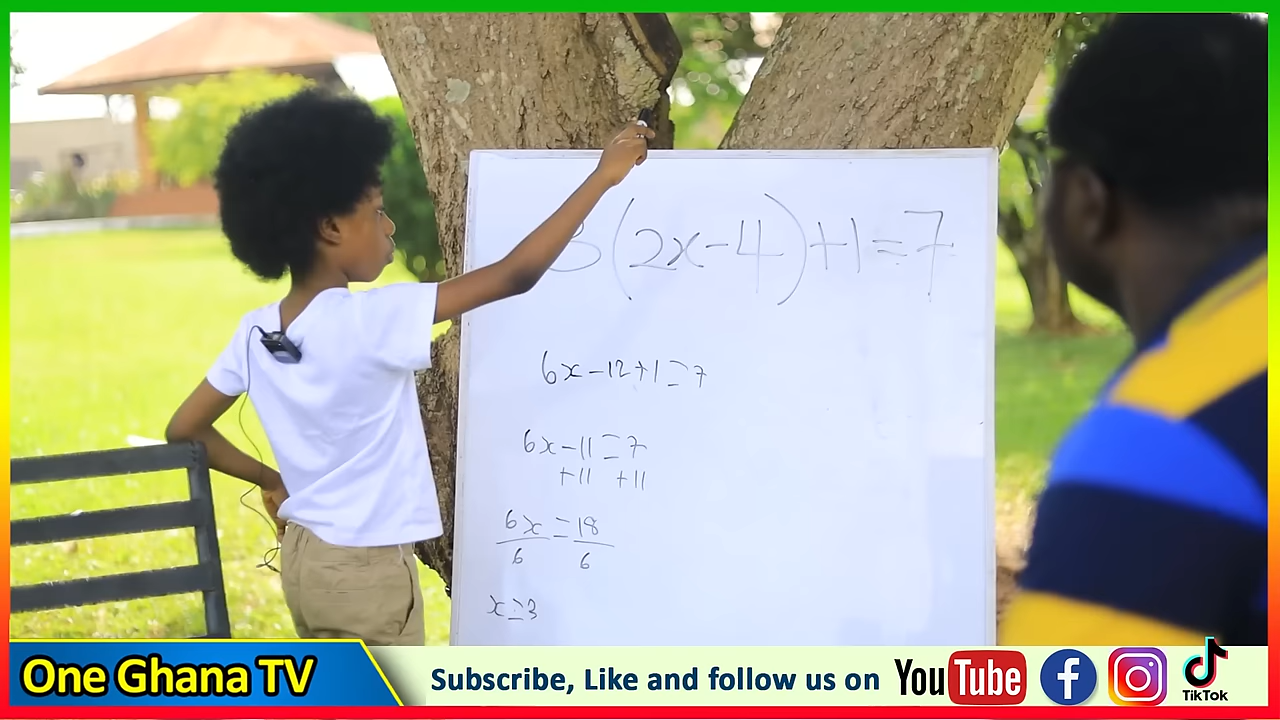 3(2x-4)+1=7
6x-12+1=7
6x-11=7
+11 +11
6x=18
6 6
x=3
One Ghana TV
Subscribe, Like and follow us on YouTube
TikTok